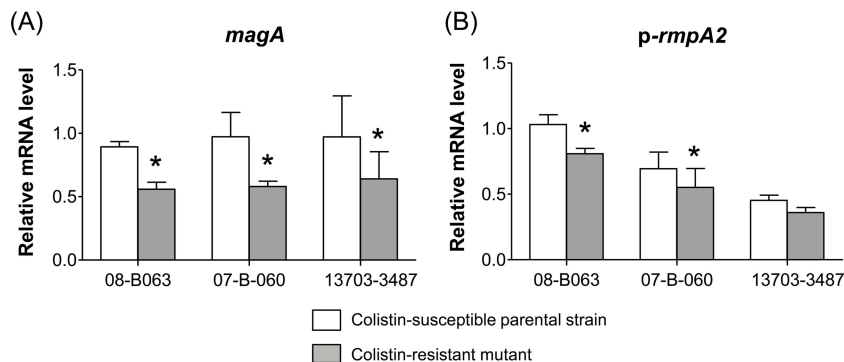 (A)
magA
Relative mRNA level
1.5
1.0
0.5
0.0
* * *
08-B063 07-B-060 13703-3487
(B)
p-rmpA2
Relative mRNA level
1.5
1.0
0.5
0.0
* *
08-B063 07-B-060 13703-3487
Colistin-susceptible parental strain
Colistin-resistant mutant